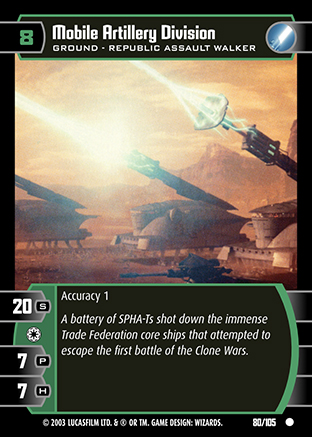 8
Mobile Artillery Division
GROUND - REPUBLIC ASSAULT WALKER
20 S
7 P
7 H
Accuracy 1
A battery of SPHA-Ts shot down the immense
Trade Federation core ships that attempted to
escape the first battle of the Clone Wars.
© 2003 LUCASFILM LTD. & ® OR TM. GAME DESIGN: WIZARDS.
80/105